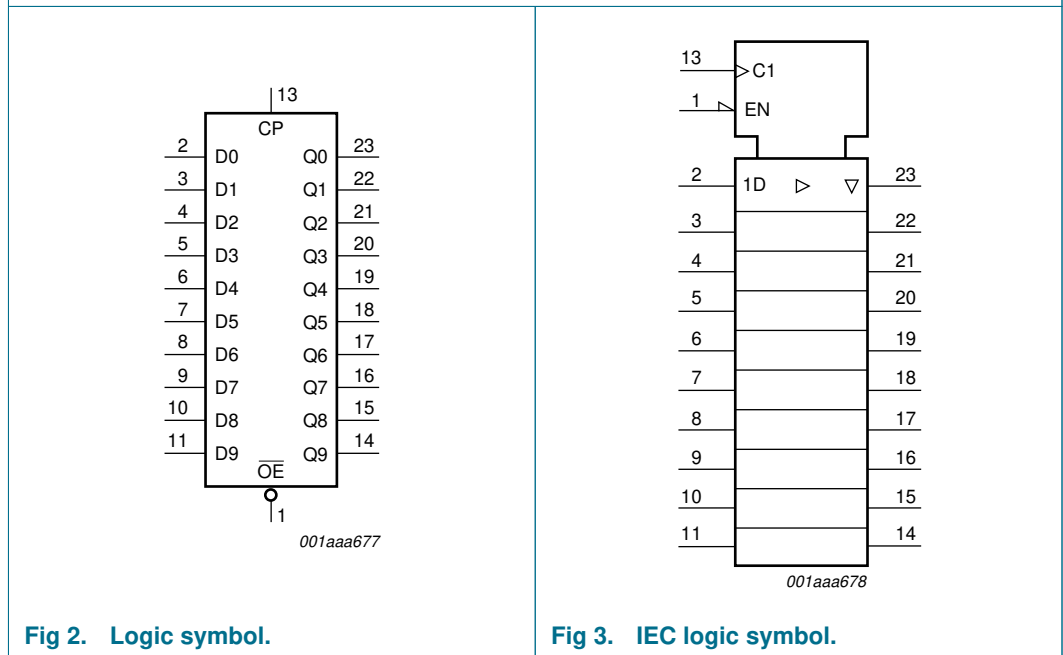 13
CP
2 D0 Q0 23
3 D1 Q1 22
4 D2 Q2 21
5 D3 Q3 20
6 D4 Q4 19
7 D5 Q5 18
8 D6 Q6 17
9 D7 Q7 16
10 D8 Q8 15
11 D9 Q9 14
OE
1
001aaa677
Fig 2. Logic symbol.
13 C1
1 EN
2 1D 23
3 22
4 21
5 20
6 19
7 18
8 17
9 16
10 15
11 14
001aaa678
Fig 3. IEC logic symbol.